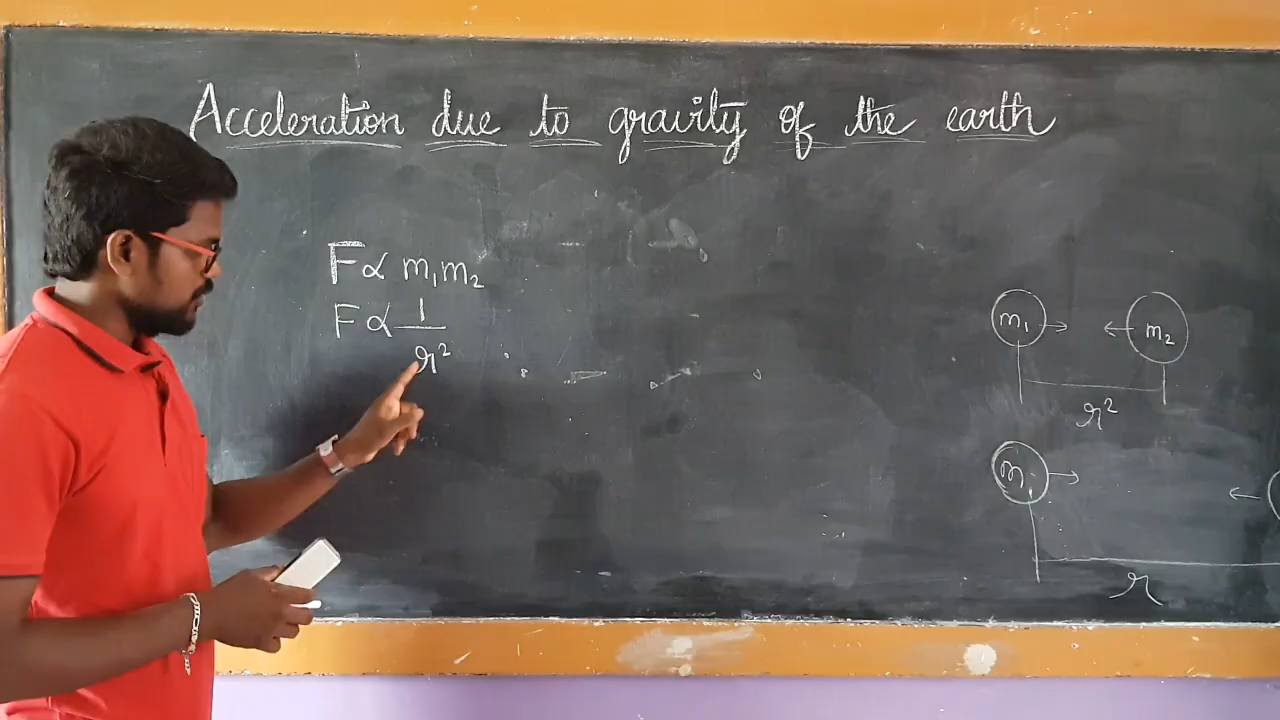 Acceleration due to gravity of the earth
F∝ m₁m₂
F∝ 1/r²
m₁ m₂
r²
m₁
r